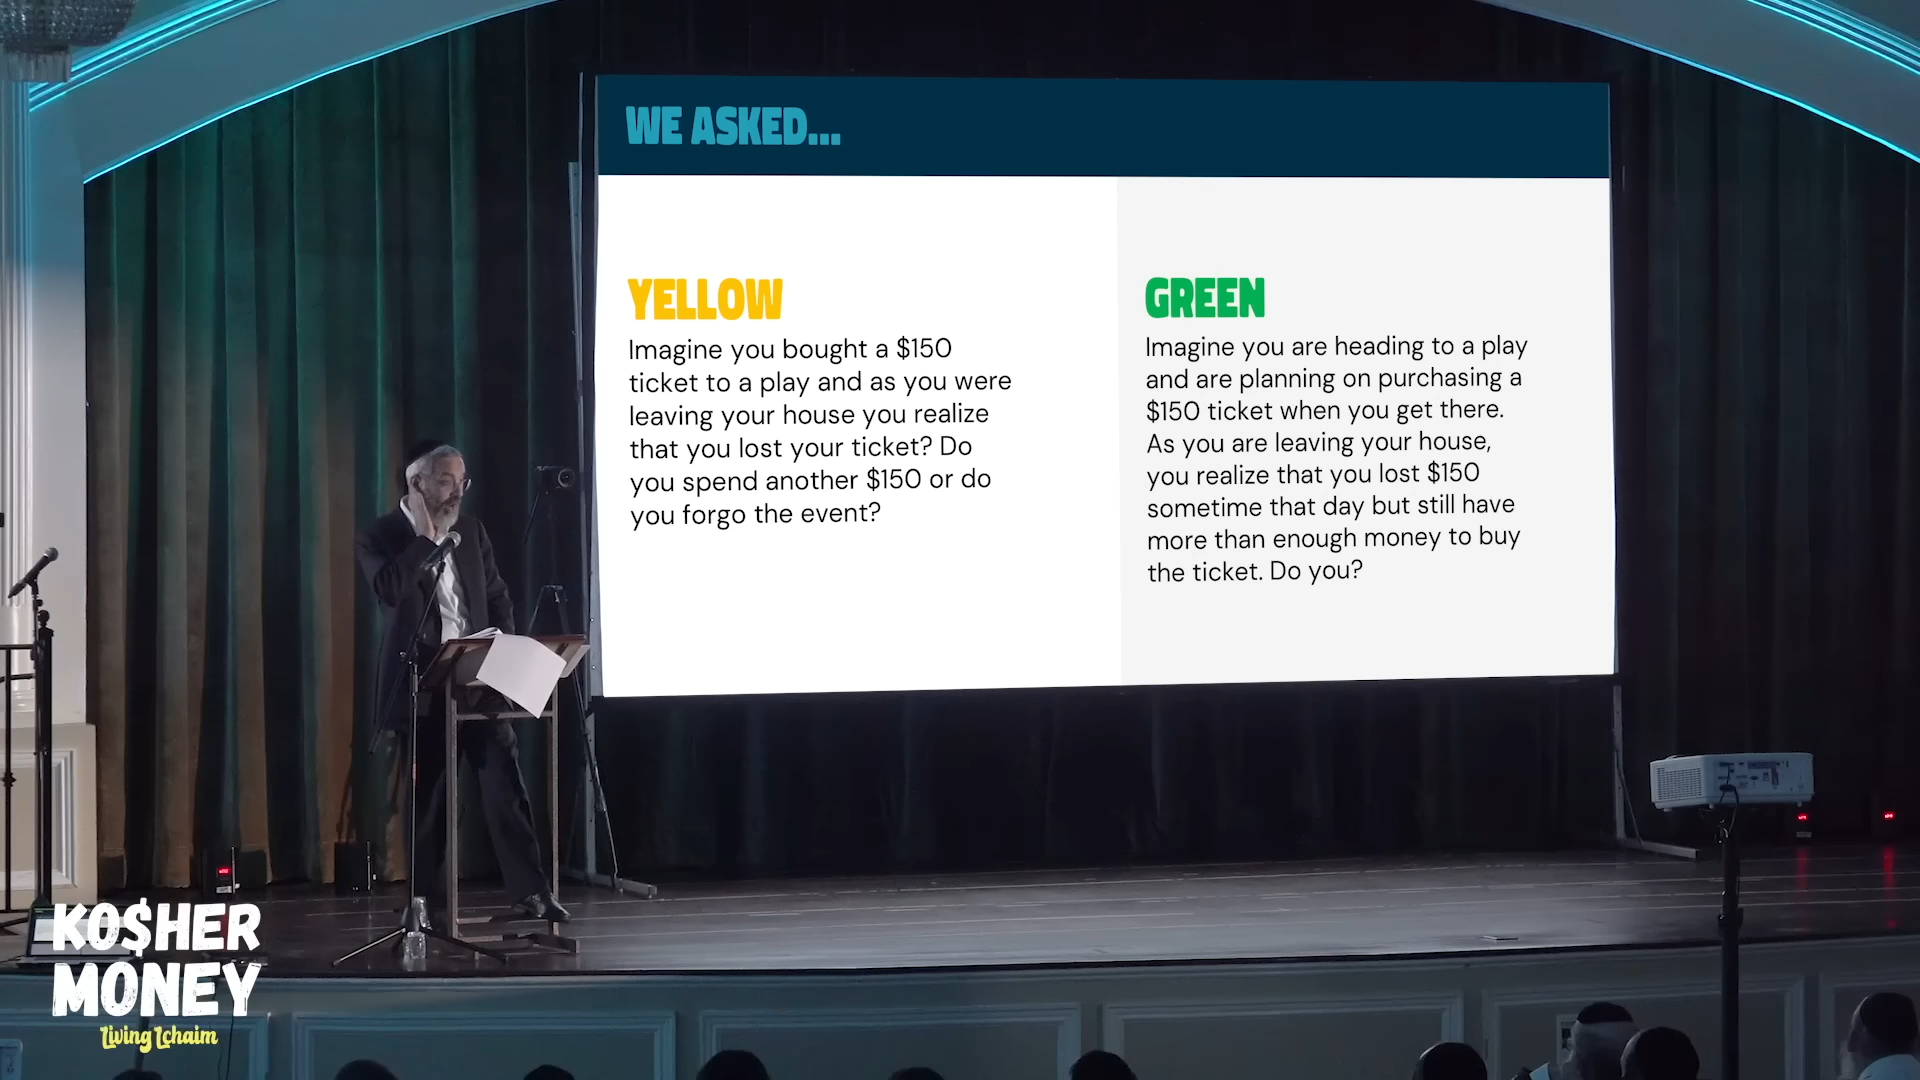 WE ASKED...
YELLOW
Imagine you bought a $150
ticket to a play and as you were
leaving your house you realize
that you lost your ticket? Do
you spend another $150 or do
you forgo the event?
GREEN
Imagine you are heading to a play
and are planning on purchasing a
$150 ticket when you get there.
As you are leaving your house,
you realize that you lost $150
sometime that day but still have
more than enough money to buy
the ticket. Do you?
KO$HER
MONEY
Living Lchaim